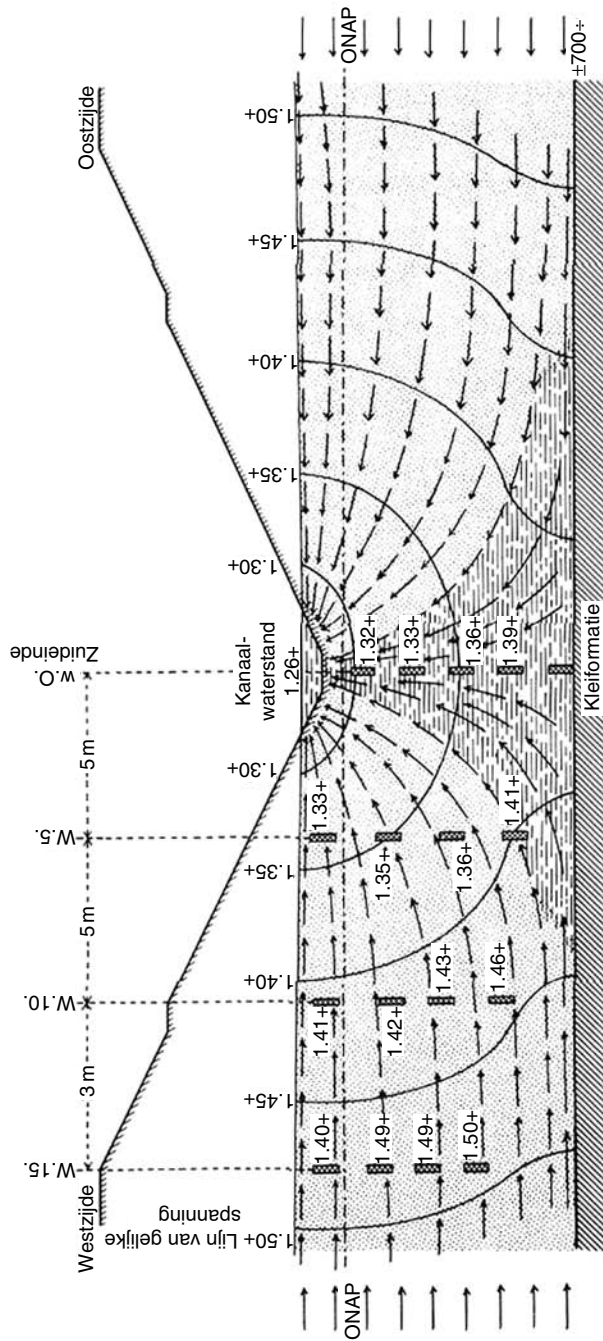 Westzijde
Oostzijde
W.15.
3 m
W.10.
5 m
W.5.
5 m
w.O.
Zuideinde
Kanaal-
waterstand
1.26+
1.50+ Lijn van gelijke
spanning
1.45+
1.40+
1.35+
1.30+
1.30+
1.35+
1.40+
1.45+
1.50+
ONAP
ONAP
1.40+
1.49+
1.49+
1.50+
1.41+
1.42+
1.43+
1.46+
1.33+
1.35+
1.36+
1.41+
1.32+
1.33+
1.36+
1.39+
±700÷
Kleiformatie